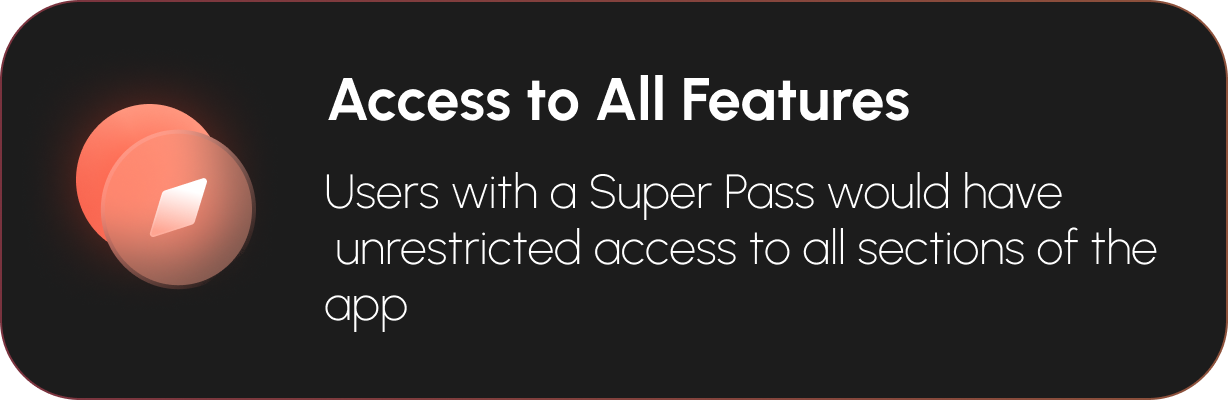 Access to All Features
Users with a Super Pass would have
unrestricted access to all sections of the
app